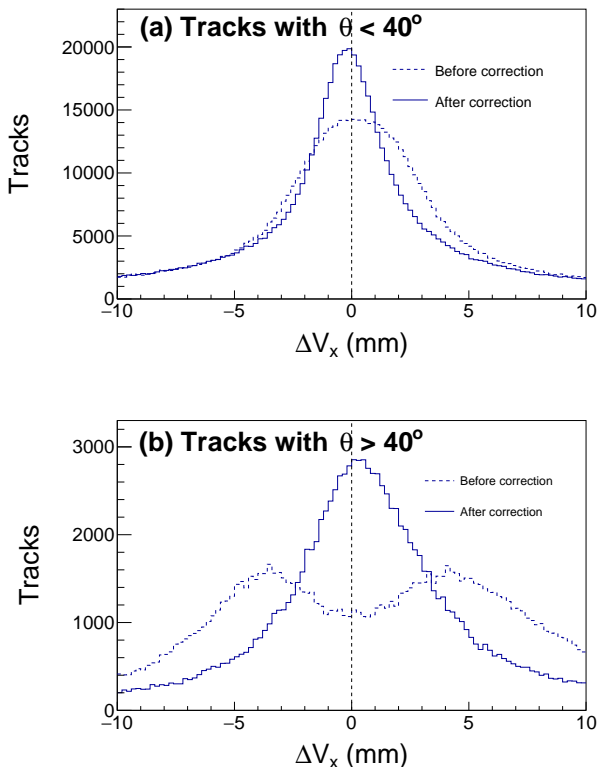 (a) Tracks with θ < 40°
20000
15000
10000
5000
0
Tracks
Before correction
After correction
−10 −5 0 5 10
ΔVₓ (mm)
(b) Tracks with θ > 40°
3000
2000
1000
0
Tracks
Before correction
After correction
−10 −5 0 5 10
ΔVₓ (mm)